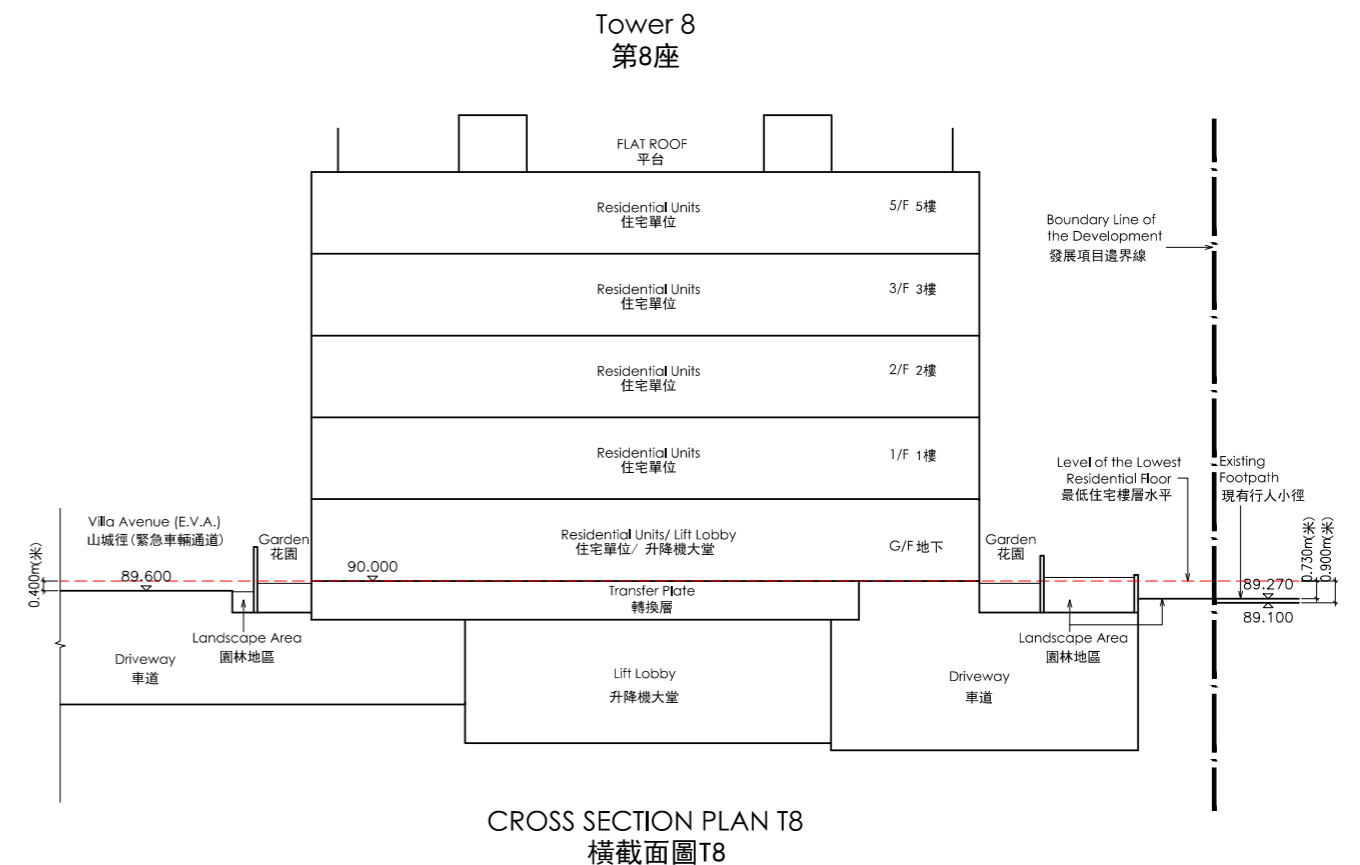 Tower 8
第8座
FLAT ROOF
平台
Residential Units
住宅單位
5/F 5樓
Boundary Line of
the Development
發展項目邊界線
Residential Units
住宅單位
3/F 3樓
Residential Units
住宅單位
2/F 2樓
Residential Units
住宅單位
1/F 1樓
Level of the Lowest
Residential Floor
最低住宅樓層水平
Existing
Footpath
現有行人小徑
Villa Avenue (E.V.A.)
山城徑(緊急車輛通道)
Garden
花園
Residential Units/ Lift Lobby
住宅單位/ 升降機大堂
G/F 地下
Garden
花園
0.400m(米)
89.600
90.000
89.270
0.730m(米)
0.900m(米)
Transfer Plate
轉換層
89.100
Landscape Area
園林地區
Landscape Area
園林地區
Driveway
車道
Lift Lobby
升降機大堂
Driveway
車道
CROSS SECTION PLAN T8
橫截面圖T8